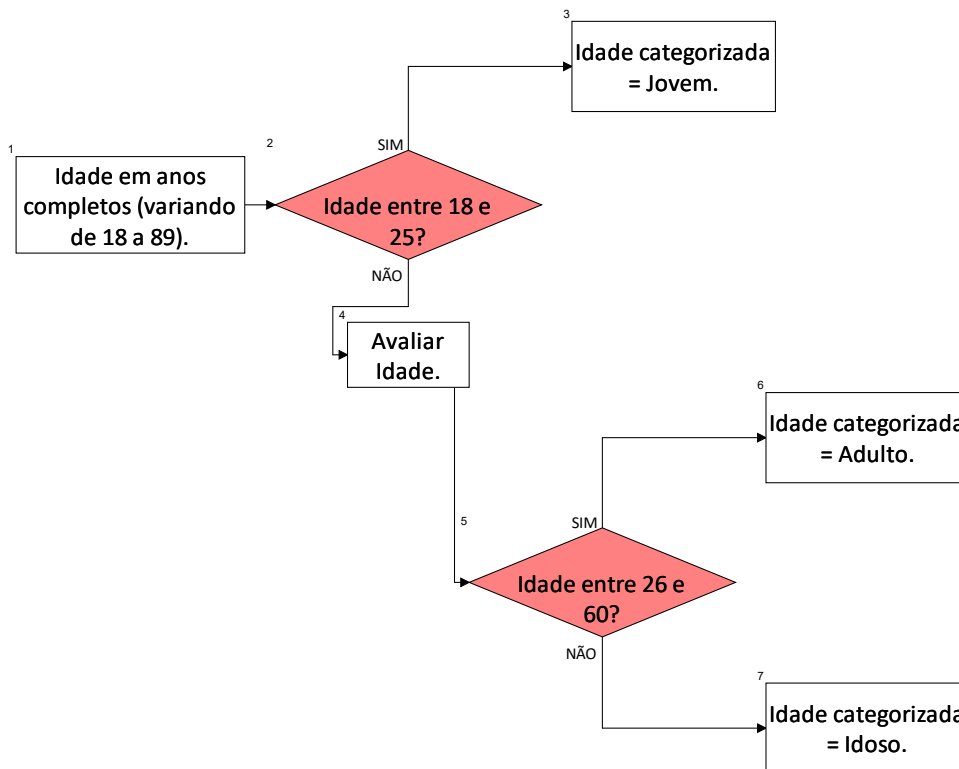 3
Idade categorizada
= Jovem.
1
2
SIM
Idade em anos
completos (variando
de 18 a 89).
Idade entre 18 e
25?
NÃO
4
Avaliar
Idade.
6
Idade categorizada
= Adulto.
5
SIM
Idade entre 26 e
60?
NÃO
7
Idade categorizada
= Idoso.